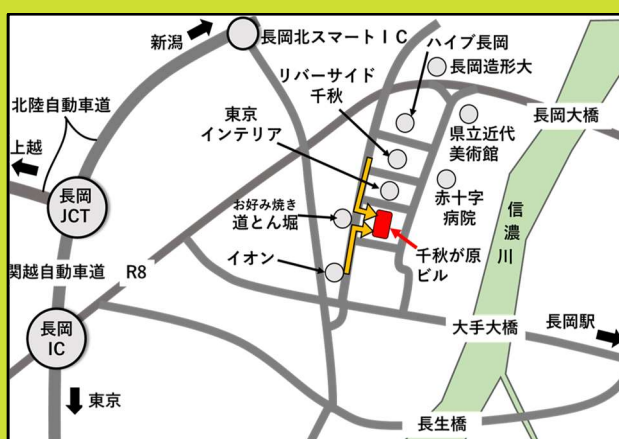 新潟
長岡北スマートＩＣ
ハイブ長岡
長岡造形大
リバーサイド
千秋
北陸自動車道
東京
インテリア
長岡大橋
県立近代
美術館
上越
長岡
JCT
お好み焼き
道とん堀
赤十字
病院
信濃川
千秋が原
ビル
関越自動車道　R8
イオン
長岡
IC
大手大橋
長岡駅
東京
長生橋